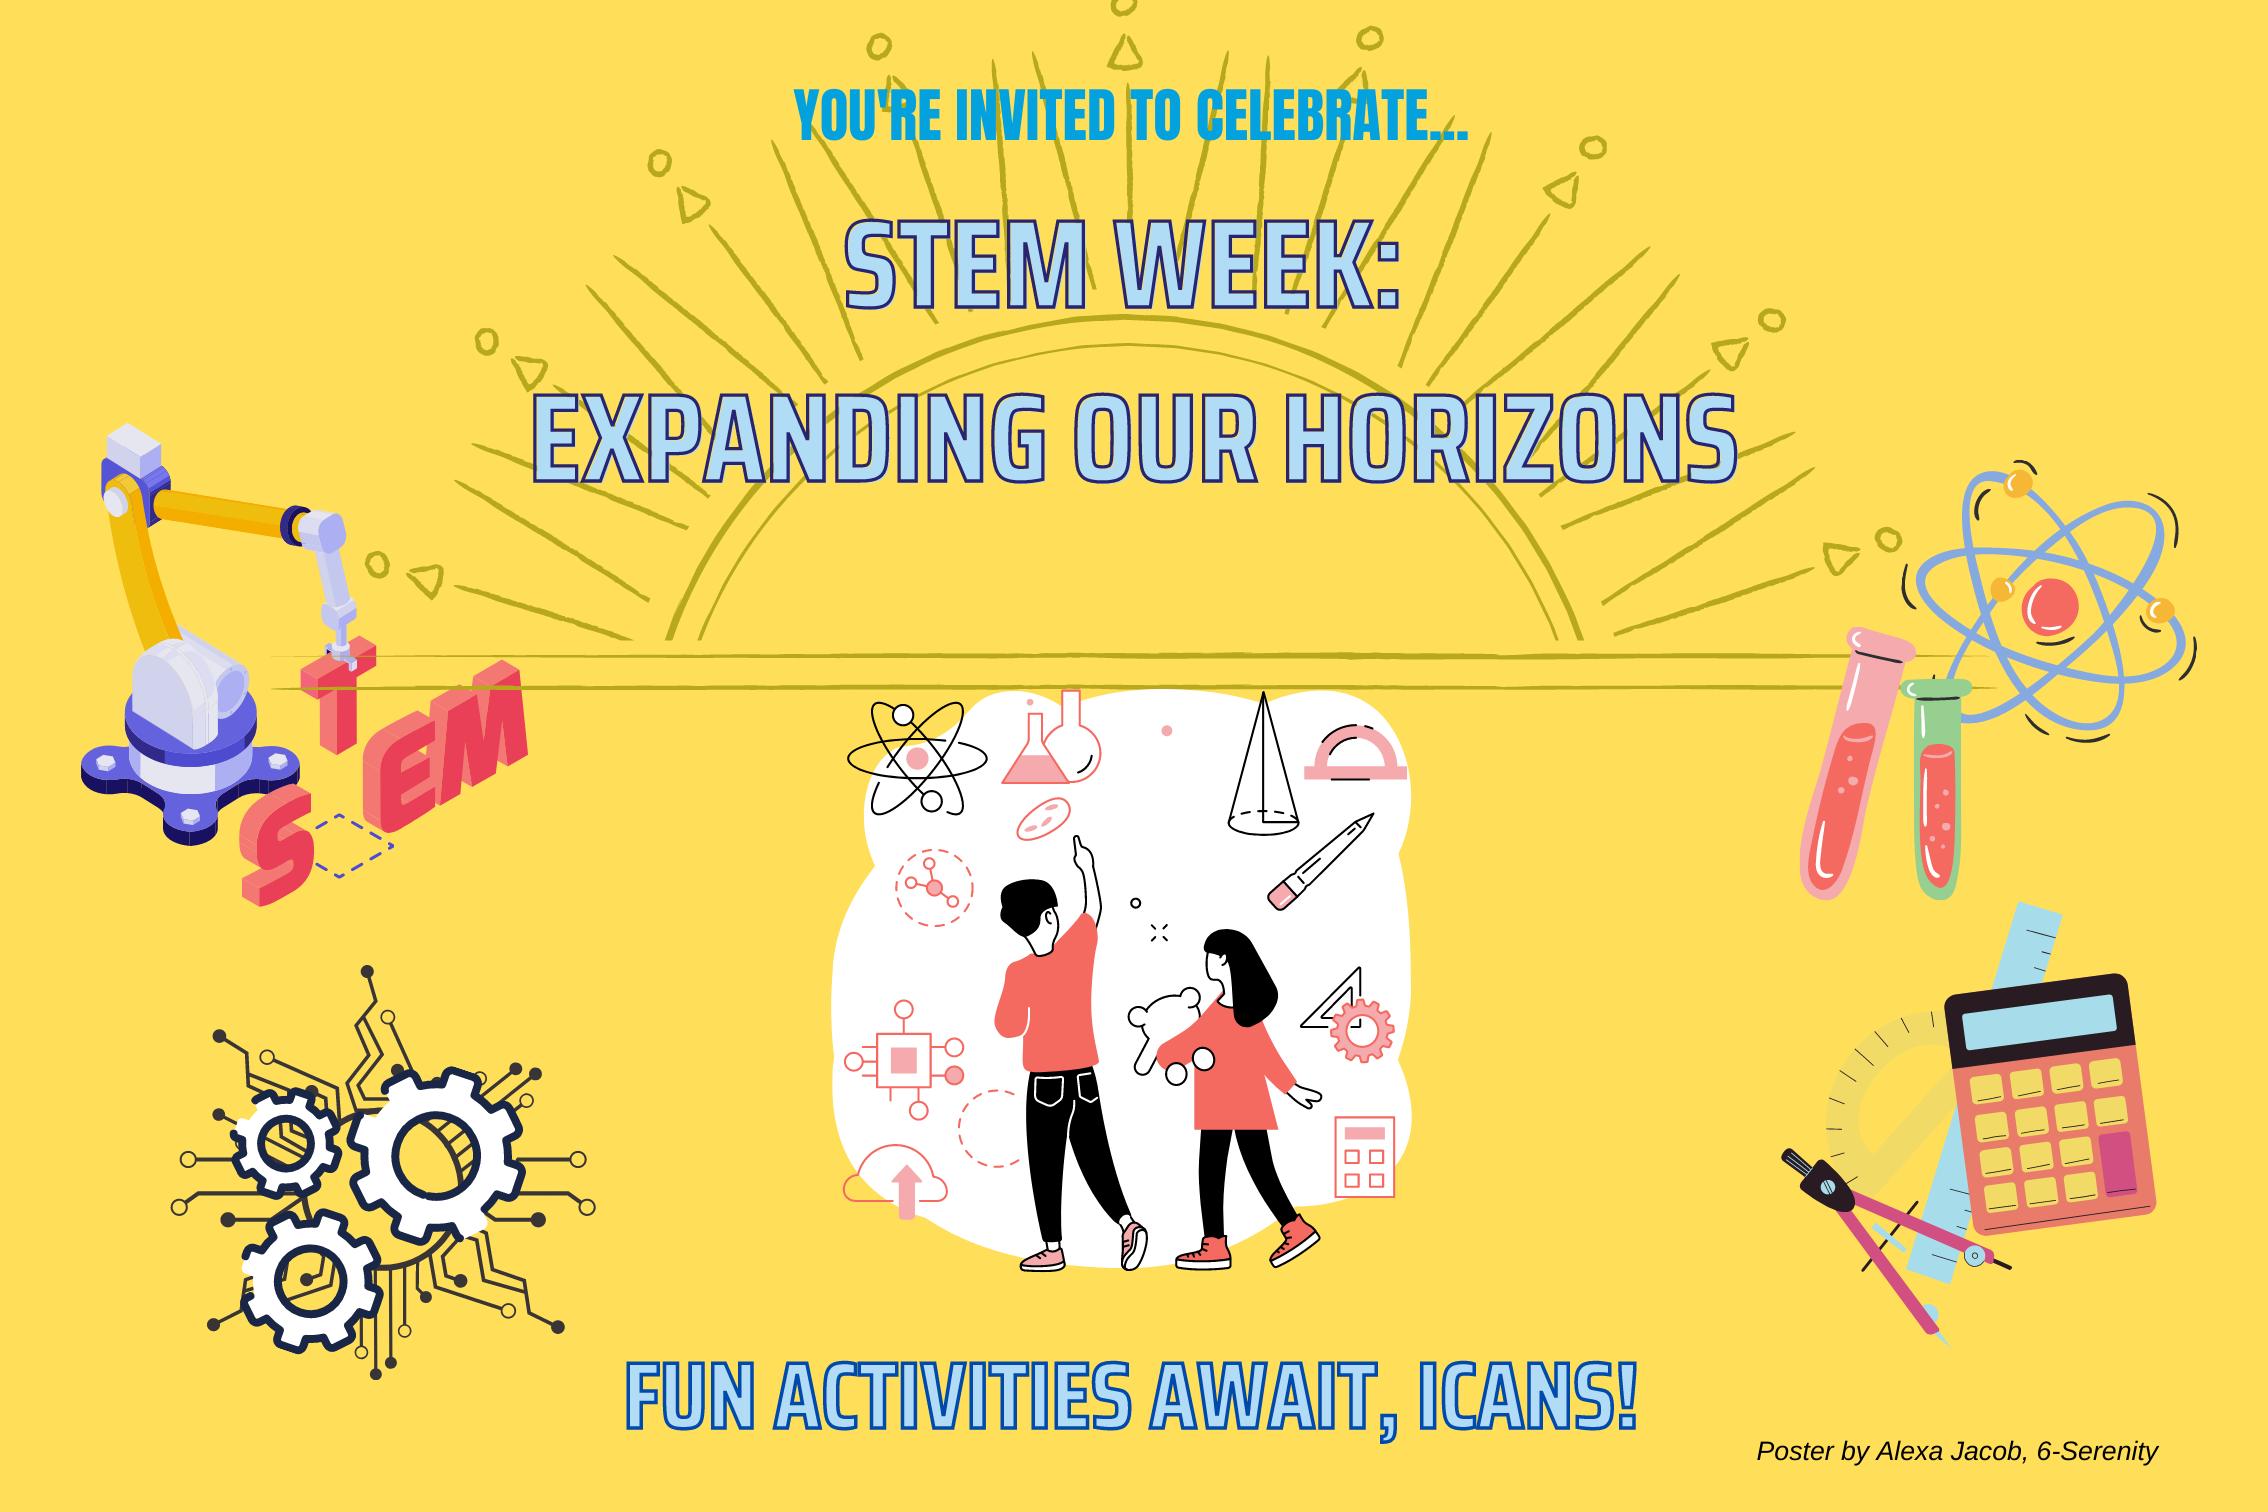 YOU'RE INVITED TO CELEBRATE...
STEM WEEK:
EXPANDING OUR HORIZONS
STEM
FUN ACTIVITIES AWAIT, ICANS!
Poster by Alexa Jacob, 6-Serenity